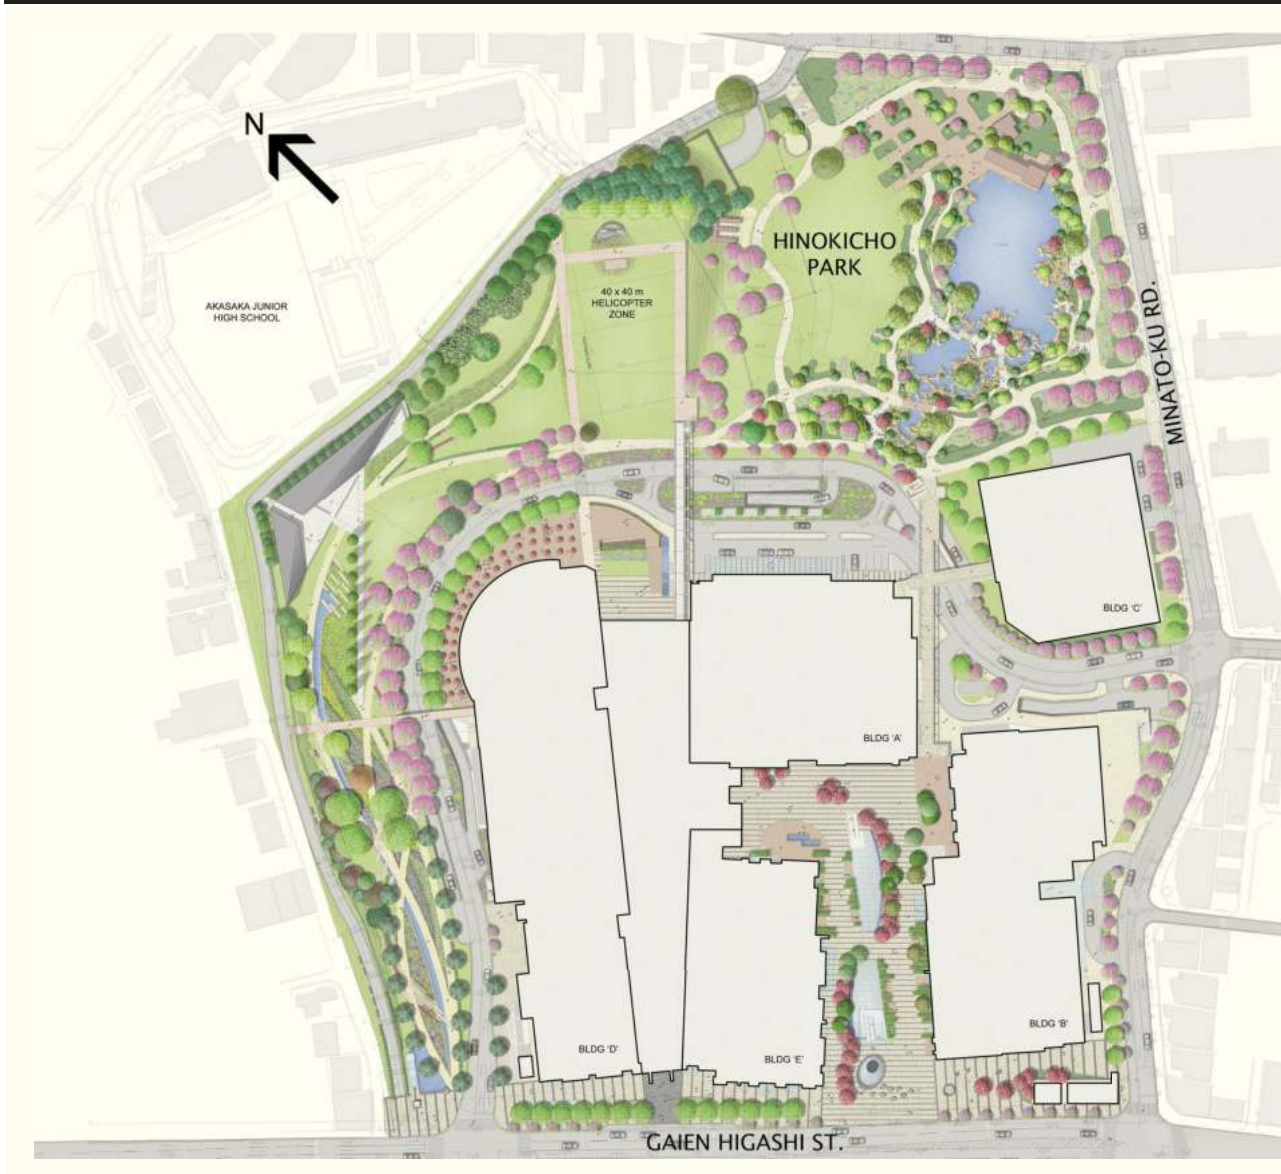 N
HINOKICHO
PARK
40 x 40 m
HELICOPTER
ZONE
AKASAKA JUNIOR
HIGH SCHOOL
MINATO-KU RD.
BLDG 'C'
BLDG 'A'
BLDG 'B'
BLDG 'D'
BLDG 'E'
GAIEN HIGASHI ST.